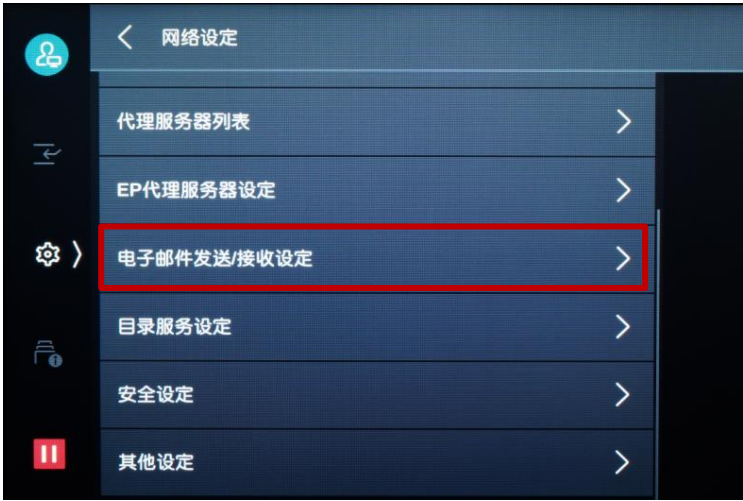 网络设定
代理服务器列表
EP代理服务器设定
电子邮件发送/接收设定
目录服务设定
安全设定
其他设定